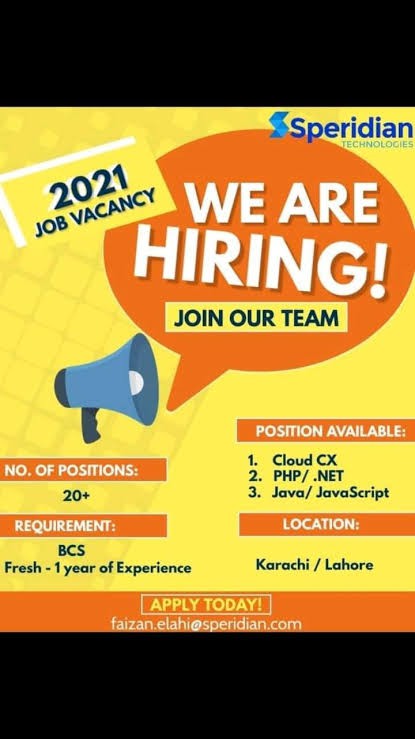 Speridian
TECHNOLOGIES
2021
JOB VACANCY
WE ARE
HIRING!
JOIN OUR TEAM
NO. OF POSITIONS:
20+
REQUIREMENT:
BCS
Fresh - 1 year of Experience
POSITION AVAILABLE:
1. Cloud CX
2. PHP/ .NET
3. Java/ JavaScript
LOCATION:
Karachi / Lahore
APPLY TODAY!
faizan.elahi@speridian.com